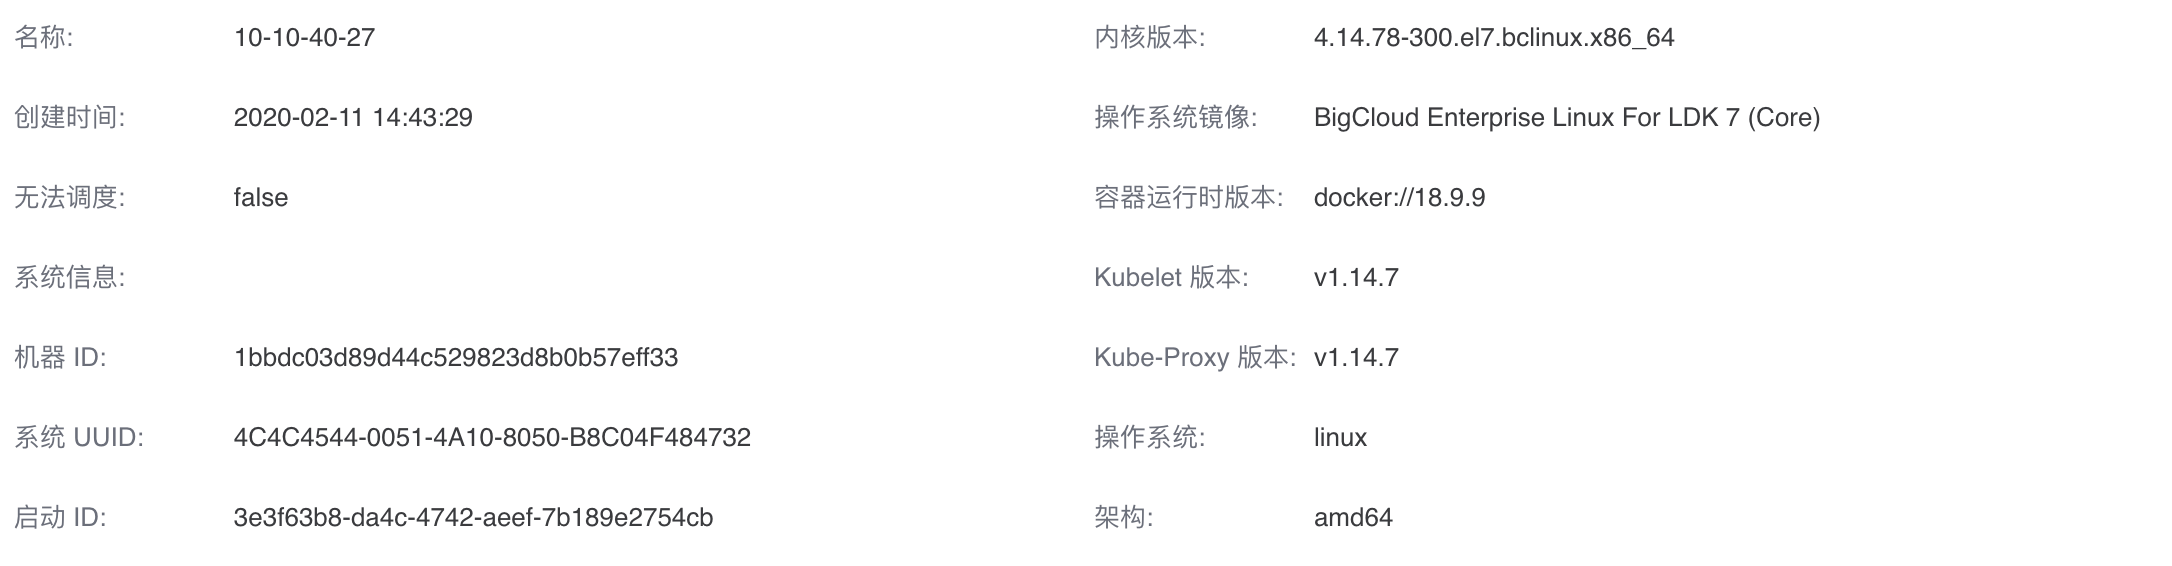 名称: 10-10-40-27
创建时间: 2020-02-11 14:43:29
无法调度: false
系统信息:
机器 ID: 1bbdc03d89d44c529823d8b0b57eff33
系统 UUID: 4C4C4544-0051-4A10-8050-B8C04F484732
启动 ID: 3e3f63b8-da4c-4742-aeef-7b189e2754cb
内核版本: 4.14.78-300.el7.bclinux.x86_64
操作系统镜像: BigCloud Enterprise Linux For LDK 7 (Core)
容器运行时版本: docker://18.9.9
Kubelet 版本: v1.14.7
Kube-Proxy 版本: v1.14.7
操作系统: linux
架构: amd64